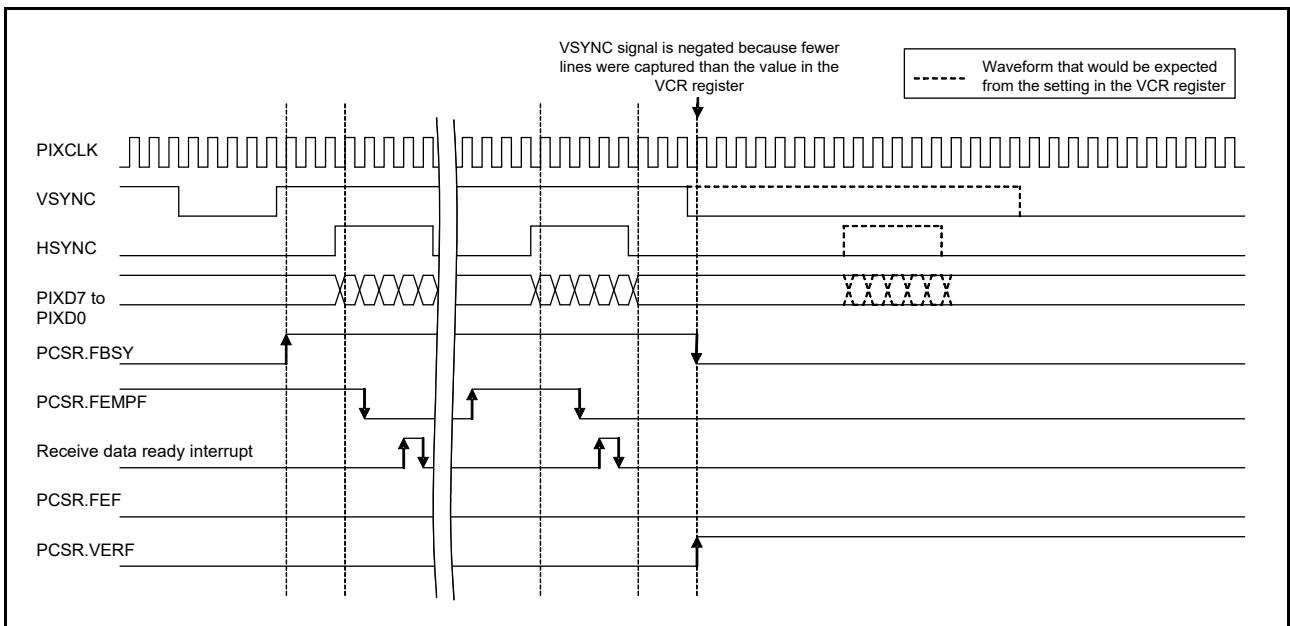 VSYNC signal is negated because fewer
lines were captured than the value in the
VCR register
Waveform that would be expected
from the setting in the VCR register
PIXCLK
VSYNC
HSYNC
PIXD7 to
PIXD0
PCSR.FBSY
PCSR.FEMPF
Receive data ready interrupt
PCSR.FEF
PCSR.VERF